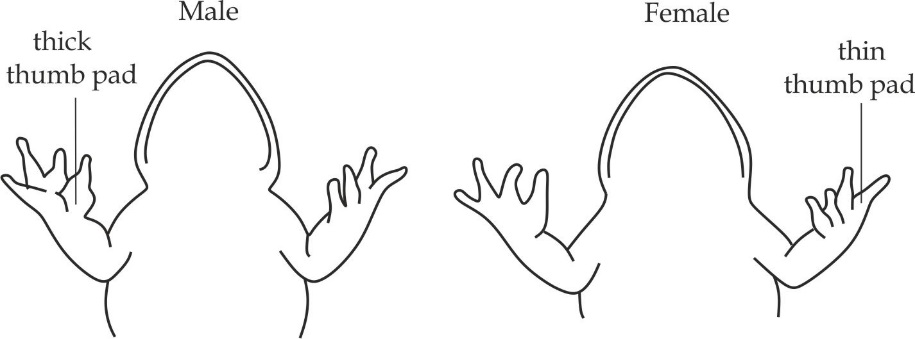 Male
thick
thumb pad
Female
thin
thumb pad